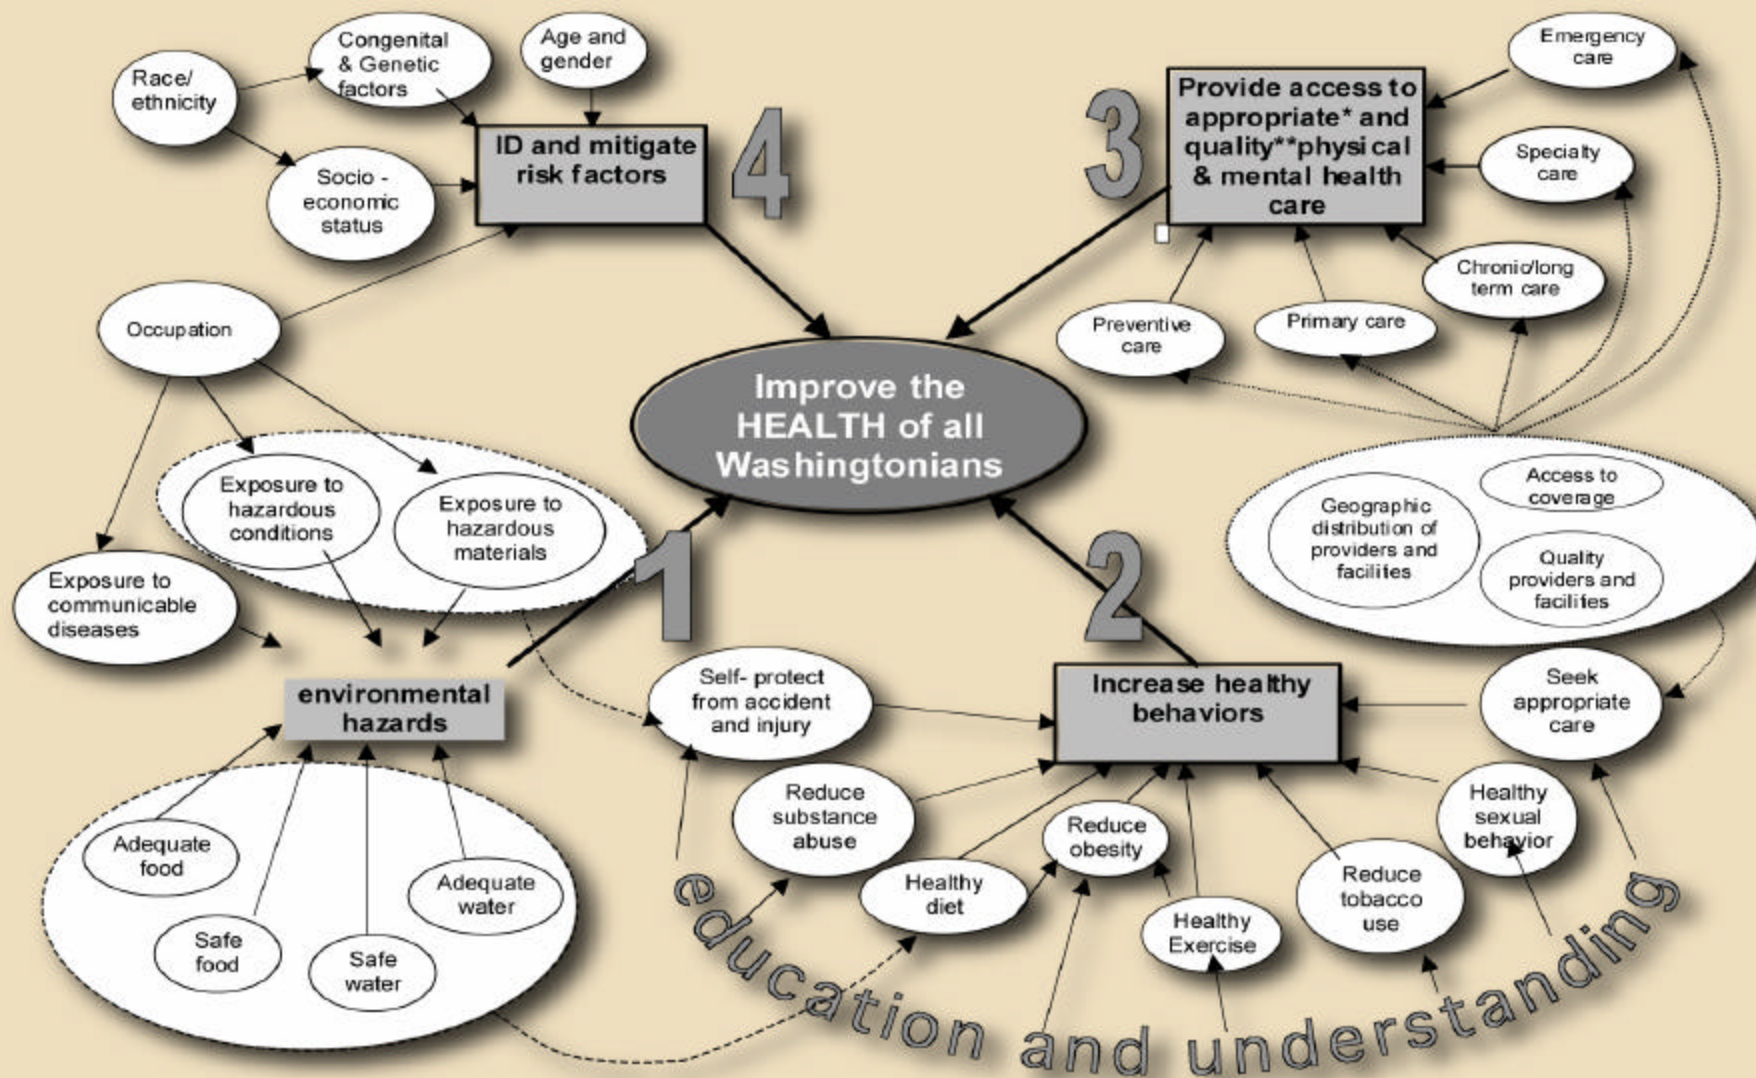 Race/
ethnicity
Congenital
& Genetic
factors
Age and
gender
Socio -
economic
status
ID and mitigate
risk factors
4
3
Provide access to
appropriate* and
quality**physical
& mental health
care
Emergency
care
Specialty
care
Chronic/long
term care
Primary care
Preventive
care
Occupation
Improve the
HEALTH of all
Washingtonians
Exposure to
hazardous
conditions
Exposure to
hazardous
materials
Exposure to
communicable
diseases
1
2
Geographic
distribution of
providers and
facilities
Access to
coverage
Quality
providers and
facilities
environmental
hazards
Self- protect
from accident
and injury
Increase healthy
behaviors
Seek
appropriate
care
Reduce
substance
abuse
Healthy
diet
Reduce
obesity
Healthy
Exercise
Reduce
tobacco
use
Healthy
sexual
behavior
Adequate
food
Safe
food
Safe
water
Adequate
water
education and understanding